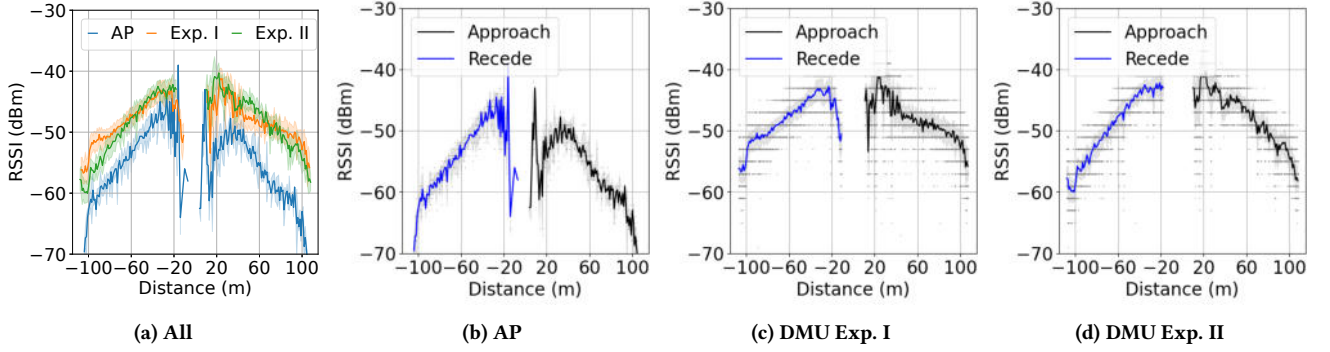 AP Exp. I Exp. II
RSSI (dBm)
−30
−40
−50
−60
−70
−100 −60 −20 20 60 100
Distance (m)
(a) All
Approach
Recede
RSSI (dBm)
−30
−40
−50
−60
−70
−100 −60 −20 20 60 100
Distance (m)
(b) AP
Approach
Recede
RSSI (dBm)
−30
−40
−50
−60
−70
−100 −60 −20 20 60 100
Distance (m)
(c) DMU Exp. I
Approach
Recede
RSSI (dBm)
−30
−40
−50
−60
−70
−100 −60 −20 20 60 100
Distance (m)
(d) DMU Exp. II